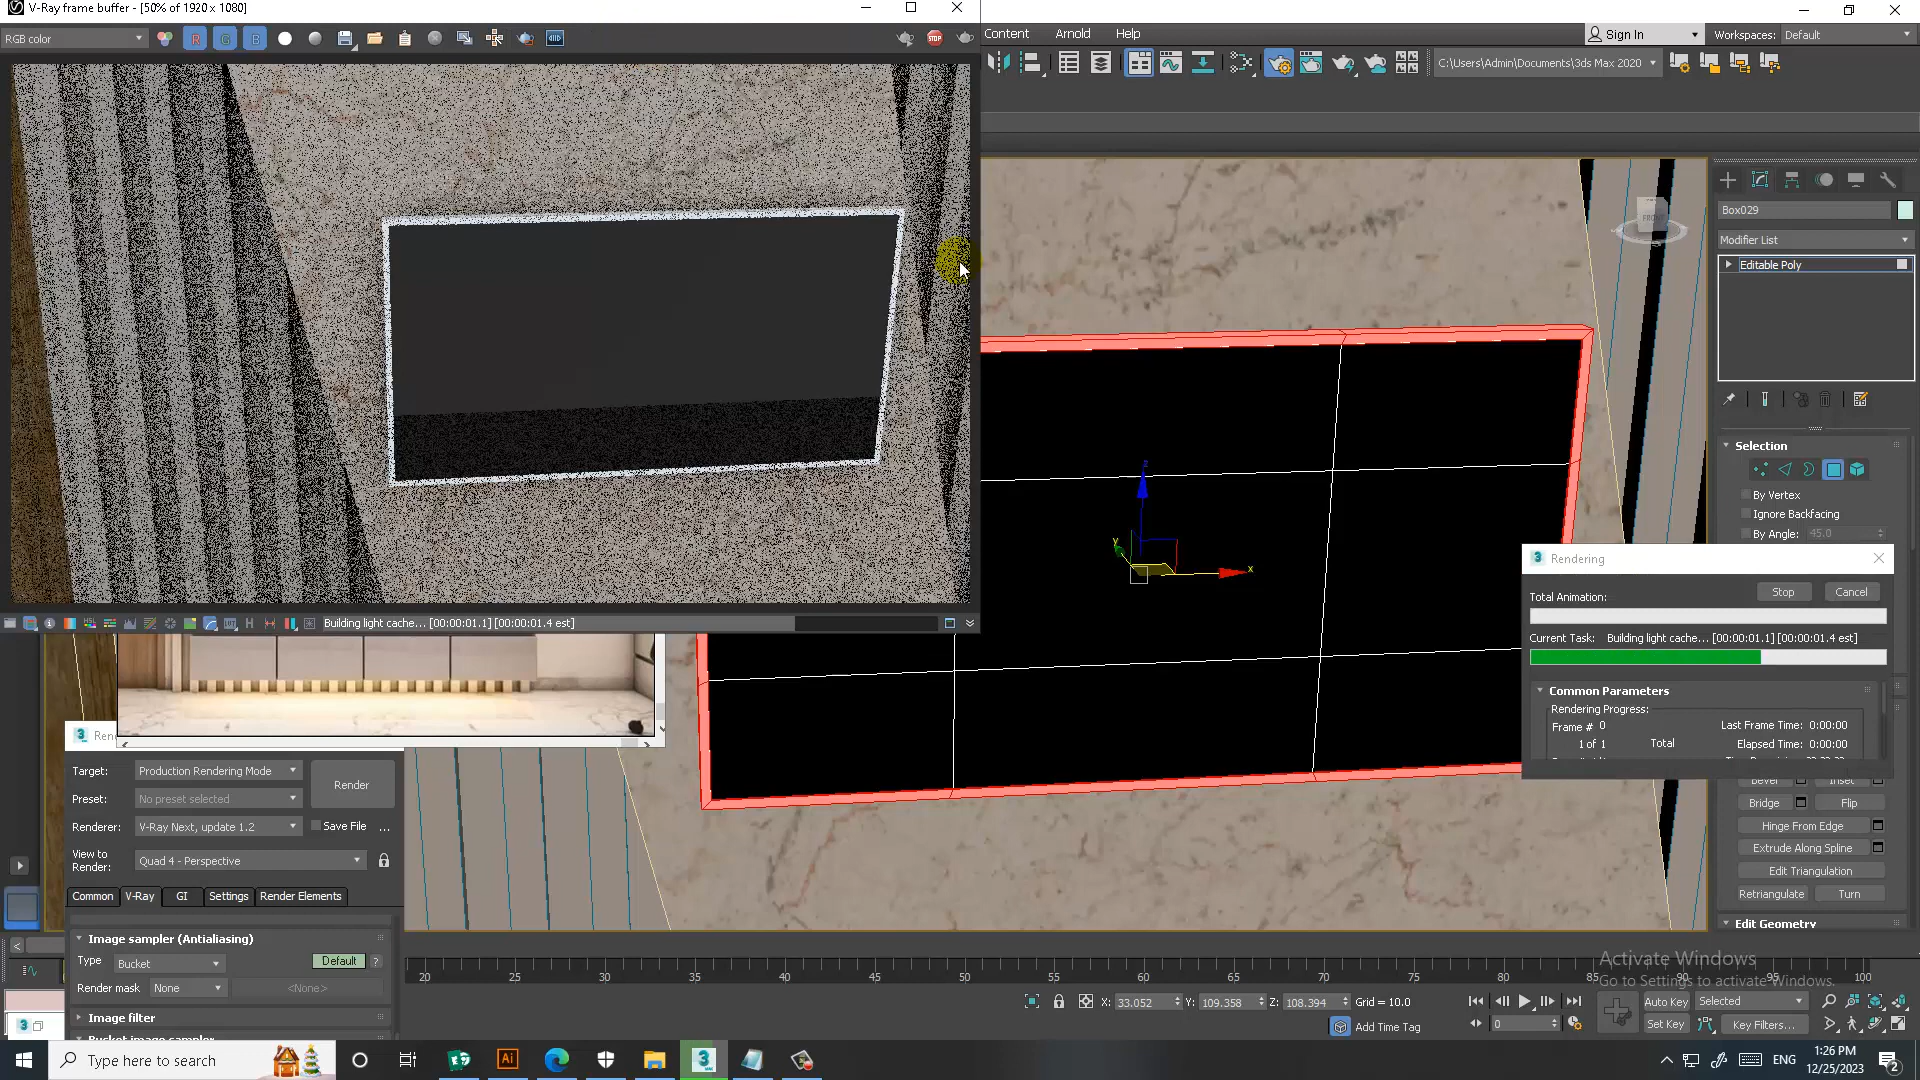 V-Ray frame buffer - [50% of 1920 x 1080]
RGB color
Content
Arnold
Help
Sign In
Workspaces: Default
C:\Users\Admin\Documents\3ds Max 2020
FRONT
Box029
Modifier List
Editable Poly
Selection
By Vertex
Ignore Backfacing
By Angle: 45.0
z
y
x
Rendering
Total Animation:
Stop
Cancel
Current Task: Building light cache... [00:00:01.1] [00:00:01.4 est]
Common Parameters
Rendering Progress:
Frame # 0
Last Frame Time: 0:00:00
1 of 1
Total
Elapsed Time: 0:00:00
Building light cache... [00:00:01.1] [00:00:01.4 est]
Target: Production Rendering Mode
Preset: No preset selected
Render
Renderer: V-Ray Next, update 1.2
Save File
...
View to
Render:
Quad 4 - Perspective
Common
V-Ray
GI
Settings
Render Elements
Image sampler (Antialiasing)
Type Bucket
Default
?
Render mask None
<None>
Image filter
Bucket image sampler
Bevel
Inset
Bridge
Flip
Hinge From Edge
Extrude Along Spline
Edit Triangulation
Retriangulate
Turn
Edit Geometry
20 25 30 35 40 45 50 55 60 65 70 75 80 85 90 95 100
Activate Windows
Go to Settings to activate Windows.
X: 33.052
Y: 109.358
Z: 108.394
Grid = 10.0
Add Time Tag
0
Auto Key
Selected
Set Key
Key Filters...
Type here to search
ENG
1:26 PM
12/25/2023
2